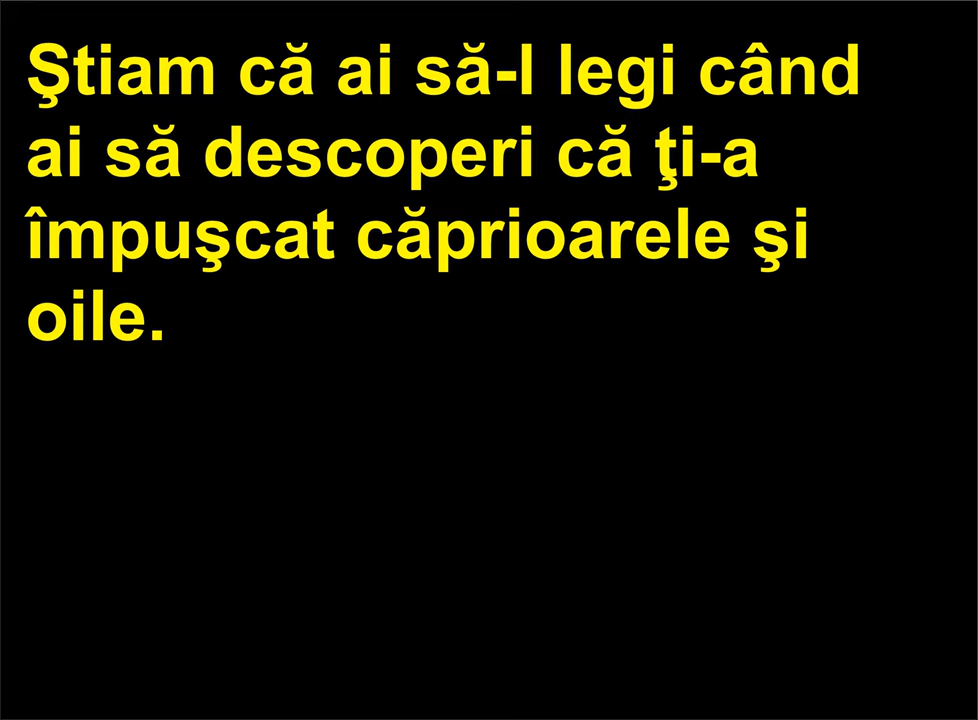 Ştiam că ai să-l legi când
ai să descoperi că ţi-a
împuşcat căprioarele şi
oile.